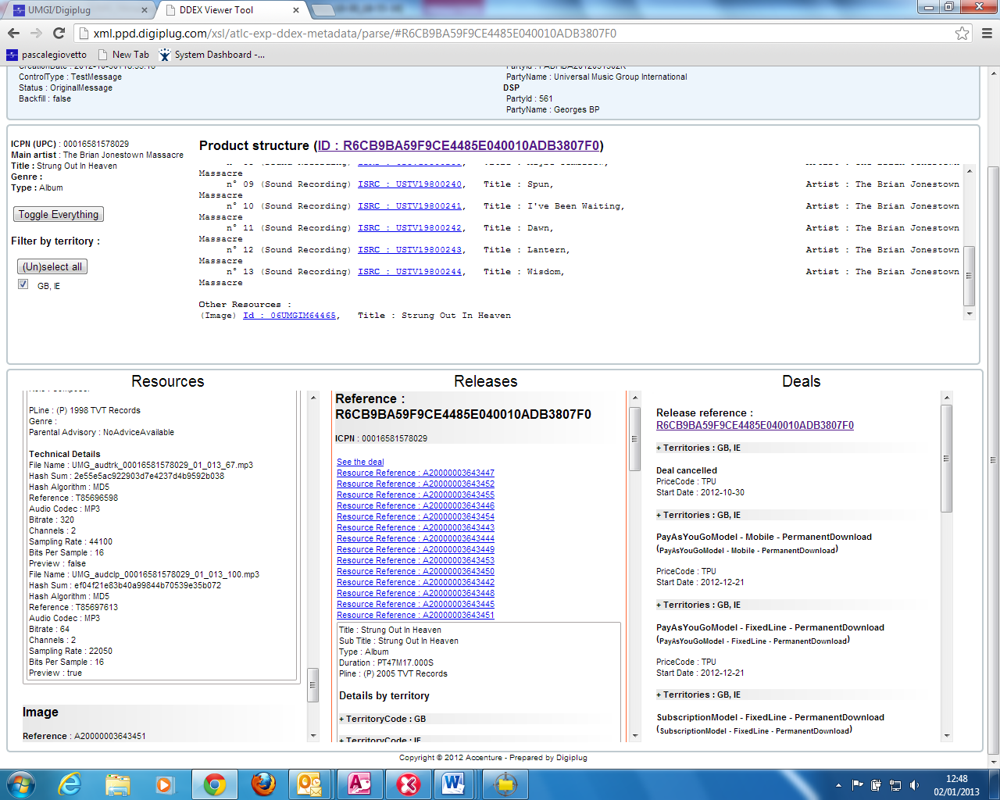 UMGI/Digiplug
DDEX Viewer Tool
xml.ppd.digiplug.com/xsl/atlc-exp-ddex-metadata/parse/#R6CB9BA59F9CE4485E040010ADB3807F0
pascalegiovetto
New Tab
System Dashboard -...
ControlType : TestMessage
Status : OriginalMessage
Backfill : false
PartyName : Universal Music Group International
DSP
PartyId : 561
PartyName : Georges BP
ICPN (UPC) : 00016581578029
Main artist : The Brian Jonestown Massacre
Title : Strung Out In Heaven
Genre :
Type : Album
Toggle Everything
Filter by territory :
(Un)select all
GB, IE
Product structure (ID : R6CB9BA59F9CE4485E040010ADB3807F0)
Massacre
n° 09 (Sound Recording) ISRC : USTV19800240, Title : Spun, Artist : The Brian Jonestown
Massacre
n° 10 (Sound Recording) ISRC : USTV19800241, Title : I've Been Waiting, Artist : The Brian Jonestown
Massacre
n° 11 (Sound Recording) ISRC : USTV19800242, Title : Dawn, Artist : The Brian Jonestown
Massacre
n° 12 (Sound Recording) ISRC : USTV19800243, Title : Lantern, Artist : The Brian Jonestown
Massacre
n° 13 (Sound Recording) ISRC : USTV19800244, Title : Wisdom, Artist : The Brian Jonestown
Massacre
Other Resources :
(Image) Id : 06UMGIM64465, Title : Strung Out In Heaven
Resources
PLine : (P) 1998 TVT Records
Genre :
Parental Advisory : NoAdviceAvailable
Technical Details
File Name : UMG_audtrk_00016581578029_01_013_67.mp3
Hash Sum : 2e55e5ac922903d7e4237d4b9592b038
Hash Algorithm : MD5
Reference : T85696598
Audio Codec : MP3
Bitrate : 320
Channels : 2
Sampling Rate : 44100
Bits Per Sample : 16
Preview : false
File Name : UMG_audclp_00016581578029_01_013_100.mp3
Hash Sum : ef04f21e83b40a99844b70539e35b072
Hash Algorithm : MD5
Reference : T85697613
Audio Codec : MP3
Bitrate : 64
Channels : 2
Sampling Rate : 22050
Bits Per Sample : 16
Preview : true
Image
Reference : A20000003643451
Releases
Reference :
R6CB9BA59F9CE4485E040010ADB3807F0
ICPN : 00016581578029
See the deal
Resource Reference : A20000003643447
Resource Reference : A20000003643452
Resource Reference : A20000003643455
Resource Reference : A20000003643446
Resource Reference : A20000003643454
Resource Reference : A20000003643443
Resource Reference : A20000003643444
Resource Reference : A20000003643449
Resource Reference : A20000003643453
Resource Reference : A20000003643450
Resource Reference : A20000003643442
Resource Reference : A20000003643448
Resource Reference : A20000003643445
Resource Reference : A20000003643451
Title : Strung Out In Heaven
Sub Title : Strung Out In Heaven
Type : Album
Duration : PT47M17.000S
Pline : (P) 2005 TVT Records
Details by territory
+ TerritoryCode : GB
+ TerritoryCode : IE
Deals
Release reference :
R6CB9BA59F9CE4485E040010ADB3807F0
+ Territories : GB, IE
Deal cancelled
PriceCode : TPU
Start Date : 2012-10-30
+ Territories : GB, IE
PayAsYouGoModel - Mobile - PermanentDownload
(PayAsYouGoModel - Mobile - PermanentDownload)
PriceCode : TPU
Start Date : 2012-12-21
+ Territories : GB, IE
PayAsYouGoModel - FixedLine - PermanentDownload
(PayAsYouGoModel - FixedLine - PermanentDownload)
PriceCode : TPU
Start Date : 2012-12-21
+ Territories : GB, IE
SubscriptionModel - FixedLine - PermanentDownload
(SubscriptionModel - FixedLine - PermanentDownload)
Copyright © 2012 Accenture - Prepared by Digiplug
12:48
02/01/2013